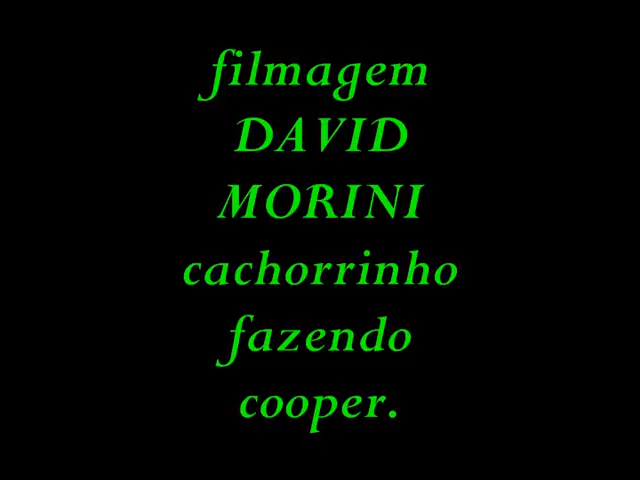 filmagem
DAVID
MORINI
cachorrinho
fazendo
cooper.